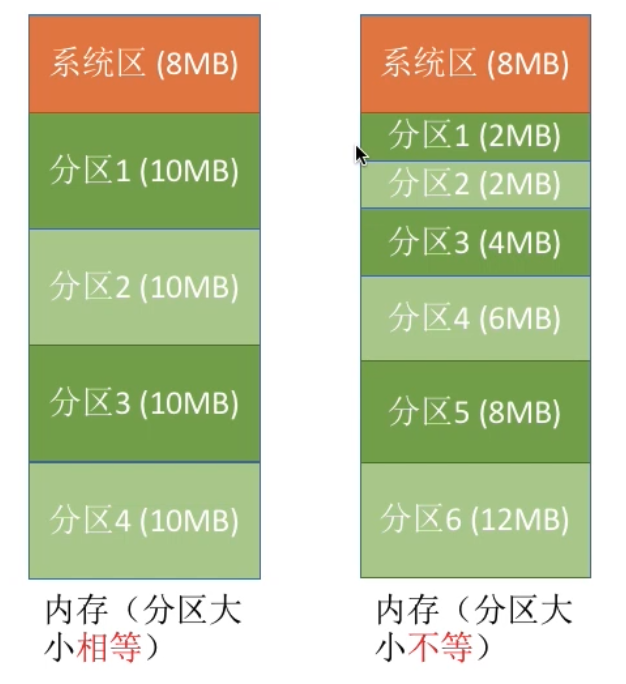 系统区 (8MB)
分区1 (10MB)
分区2 (10MB)
分区3 (10MB)
分区4 (10MB)
内存（分区大
小相等）
系统区 (8MB)
分区1 (2MB)
分区2 (2MB)
分区3 (4MB)
分区4 (6MB)
分区5 (8MB)
分区6 (12MB)
内存（分区大
小不等）